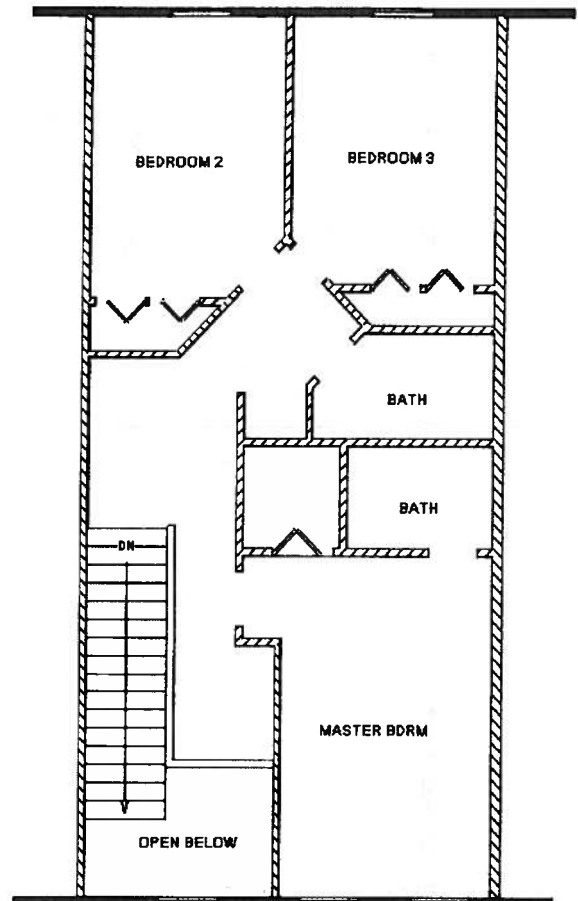 BEDROOM 2
BEDROOM 3
BATH
BATH
DN
MASTER BDRM
OPEN BELOW